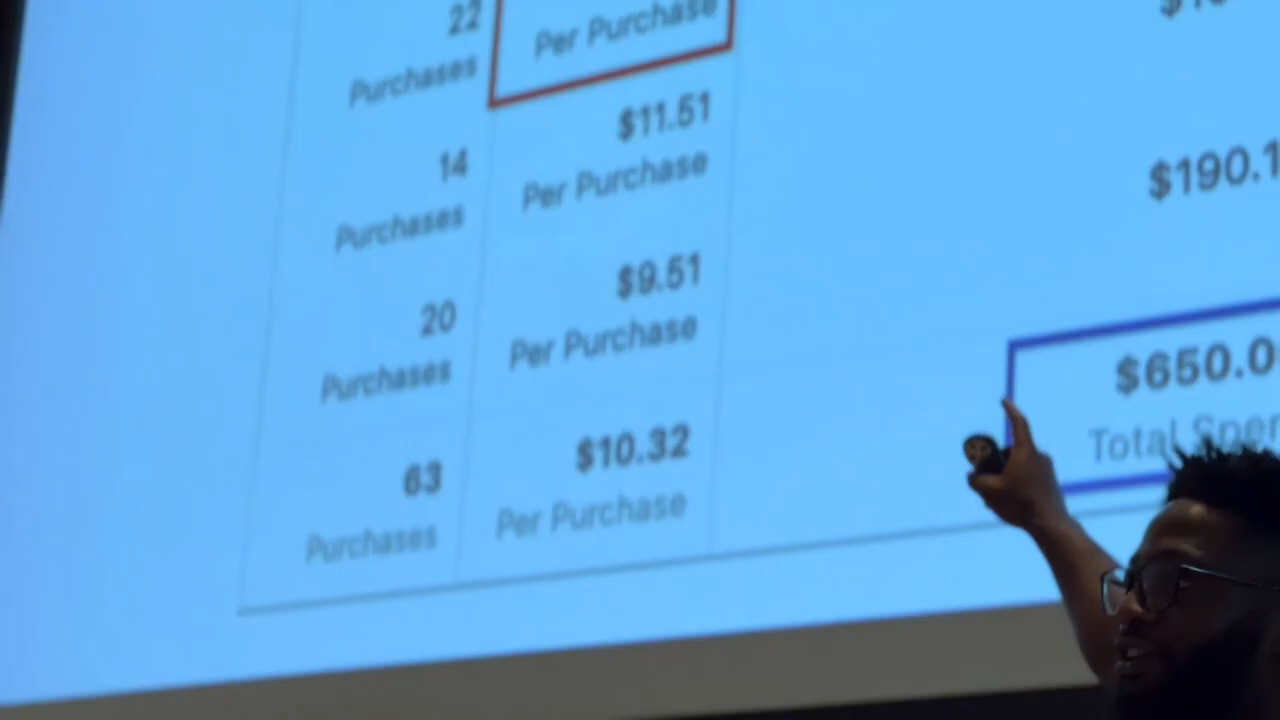 22
Purchases
Per Purchase
14
Purchases
$11.51
Per Purchase
$190.1
20
Purchases
$9.51
Per Purchase
$650.0
Total
63
Purchases
$10.32
Per Purchase